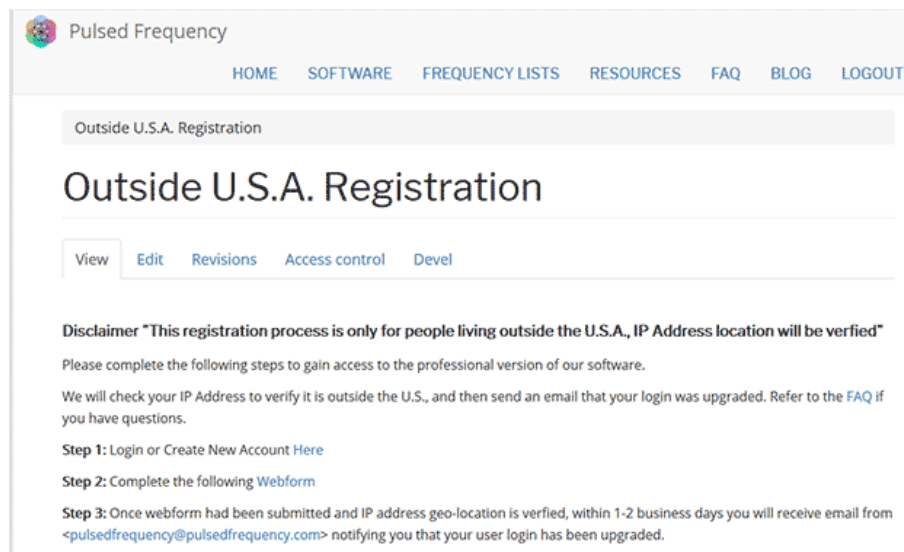 Pulsed Frequency
HOME SOFTWARE FREQUENCY LISTS RESOURCES FAQ BLOG LOGOUT
Outside U.S.A. Registration
Outside U.S.A. Registration
View Edit Revisions Access control Devel
Disclaimer "This registration process is only for people living outside the U.S.A., IP Address location will be verfied"
Please complete the following steps to gain access to the professional version of our software.
We will check your IP Address to verify it is outside the U.S., and then send an email that your login was upgraded. Refer to the FAQ if
you have questions.
Step 1: Login or Create New Account Here
Step 2: Complete the following Webform
Step 3: Once webform had been submitted and IP address geo-location is verfied, within 1-2 business days you will receive email from
<pulsedfrequency@pulsedfrequency.com> notifying you that your user login has been upgraded.